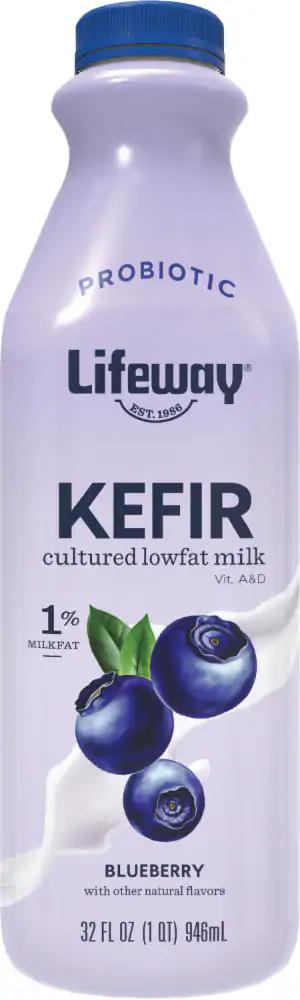 PROBIOTIC
Lifeway®
EST. 1986
KEFIR
cultured lowfat milk
Vit. A&D
1%
MILKFAT
BLUEBERRY
with other natural flavors
32 FL OZ (1 QT) 946mL